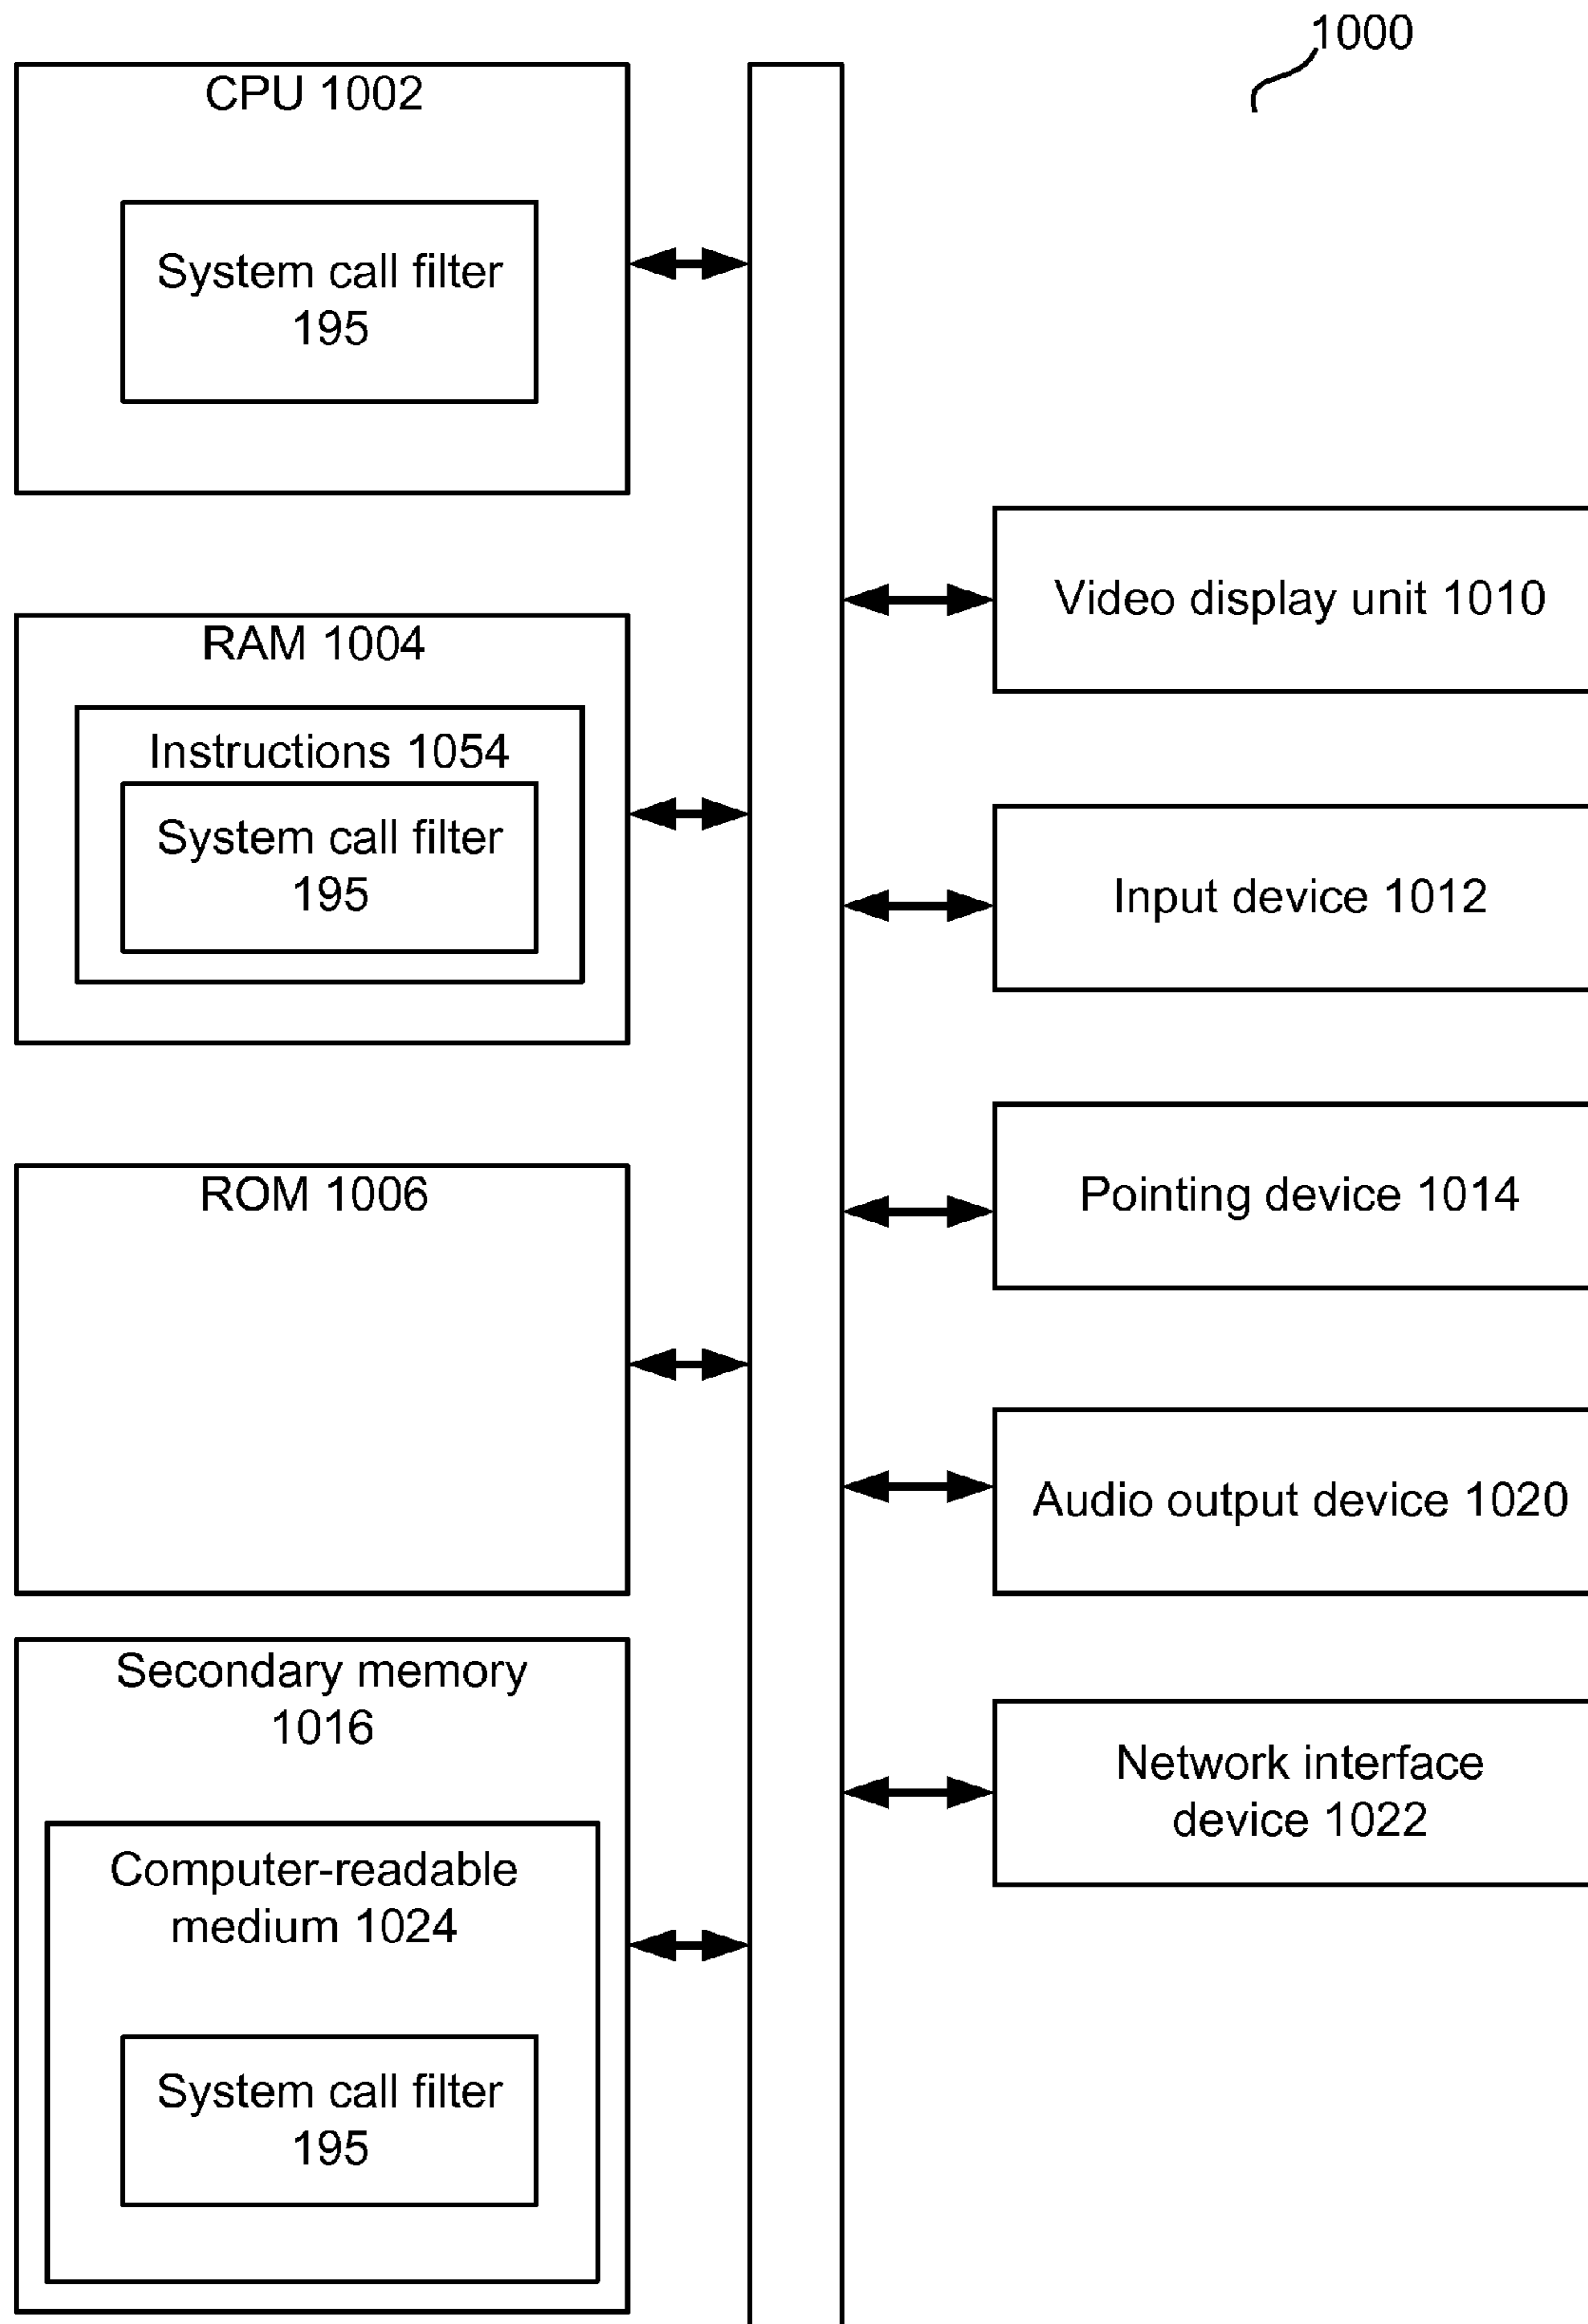 1000
CPU 1002
System call filter
195
RAM 1004
Instructions 1054
System call filter
195
ROM 1006
Secondary memory
1016
Computer-readable
medium 1024
System call filter
195
Video display unit 1010
Input device 1012
Pointing device 1014
Audio output device 1020
Network interface
device 1022